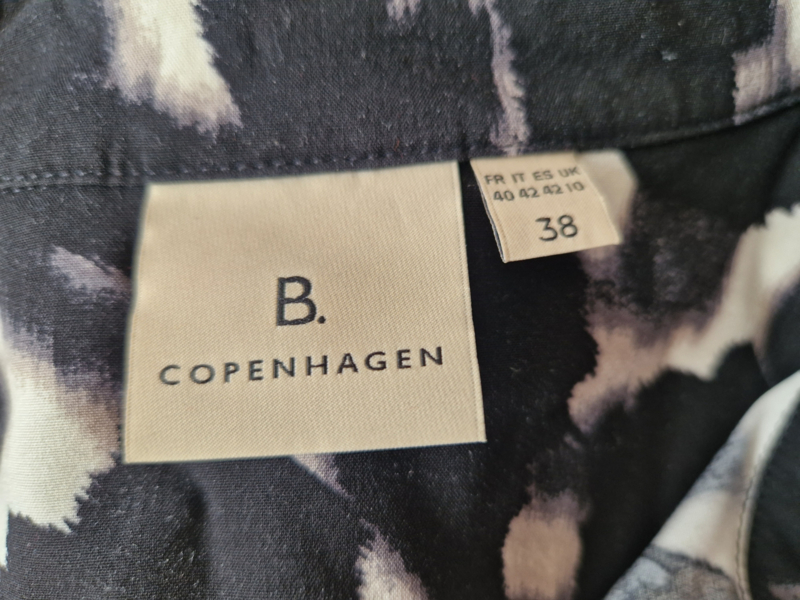 B.
COPENHAGEN
FR IT ES UK
40 42 42 10
38